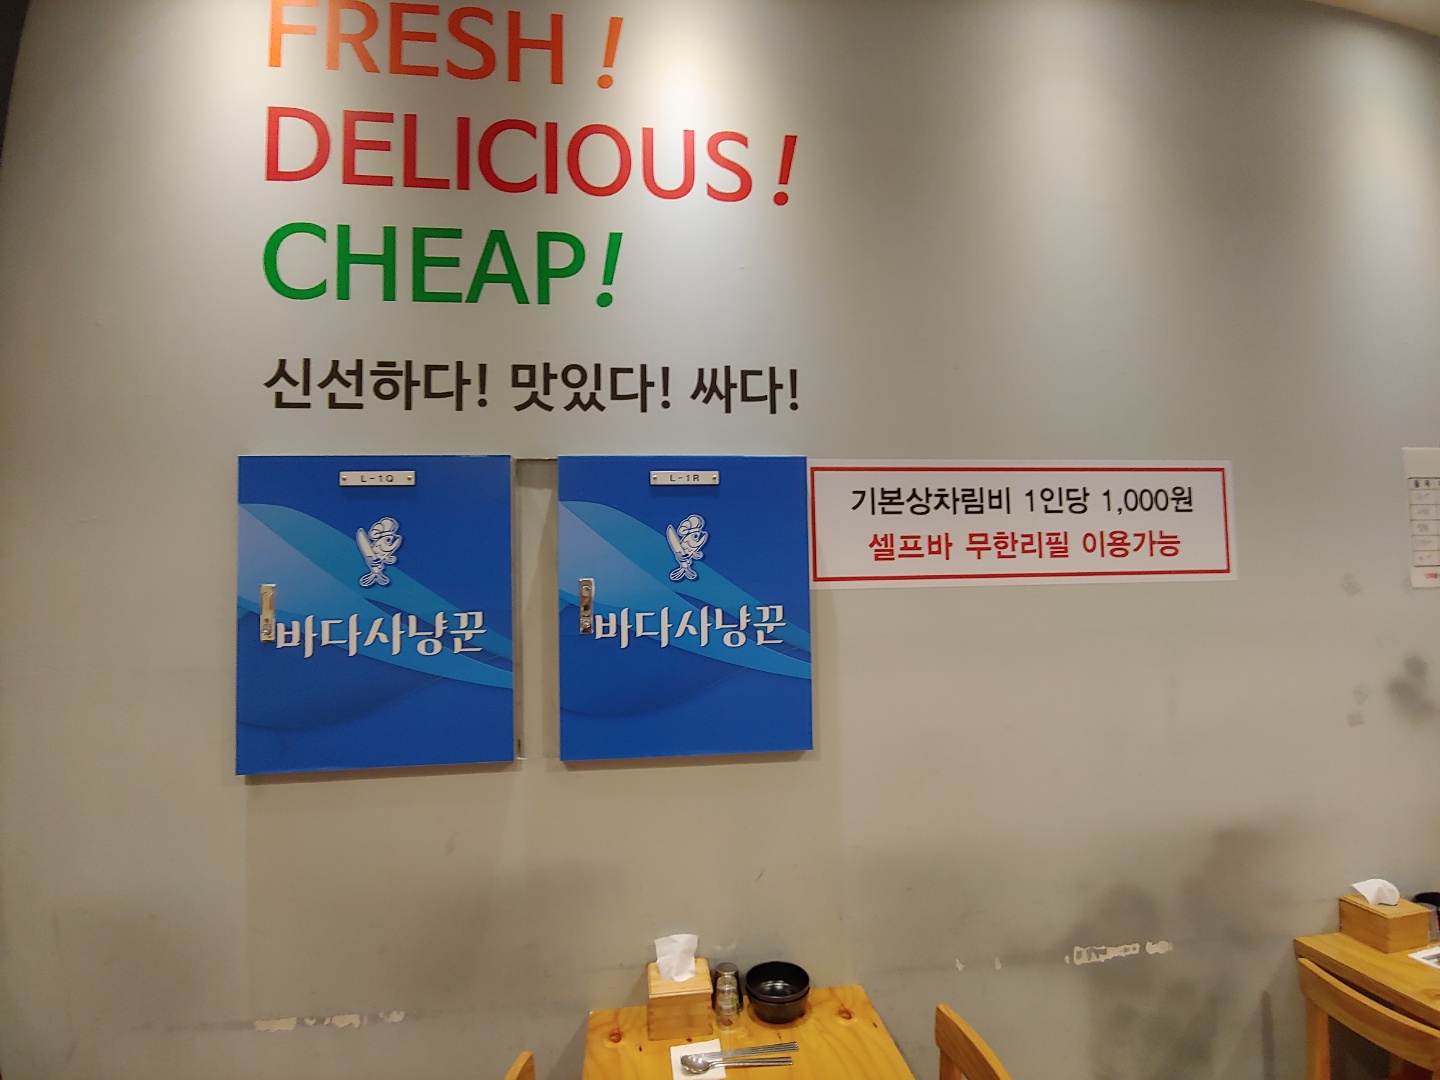 FRESH!
DELICIOUS!
CHEAP!
신선하다! 맛있다! 싸다!
L-1Q
바다사냥꾼
L-1R
바다사냥꾼
기본상차림비 1인당 1,000원
셀프바 무한리필 이용가능